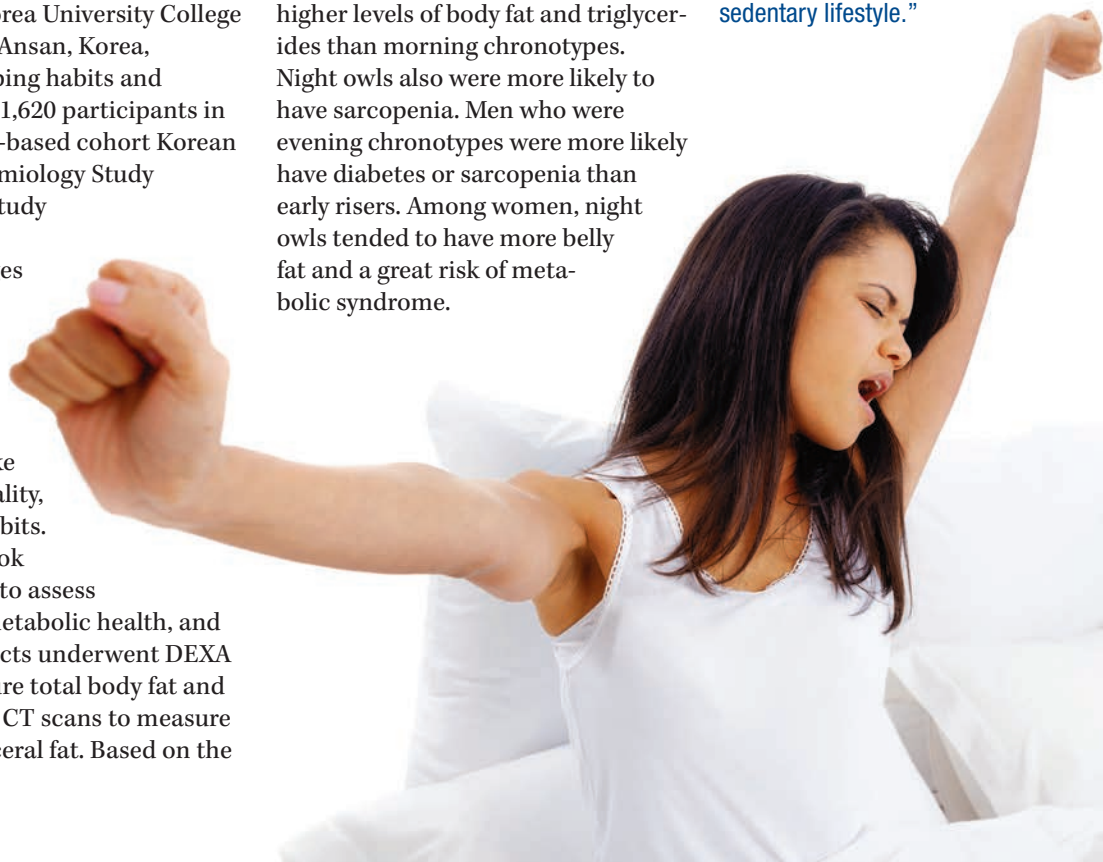 orea University College
Ansan, Korea,
ping habits and
1,620 participants in
-based cohort Korean
miology Study
tudy
es
ke
ality,
bits.
ok
to assess
etabolic health, and
cts underwent DEXA
ure total body fat and
CT scans to measure
ceral fat. Based on the
higher levels of body fat and triglycer-
ides than morning chronotypes.
Night owls also were more likely to
have sarcopenia. Men who were
evening chronotypes were more likely
have diabetes or sarcopenia than
early risers. Among women, night
owls tended to have more belly
fat and a great risk of meta-
bolic syndrome.
sedentary lifestyle.”